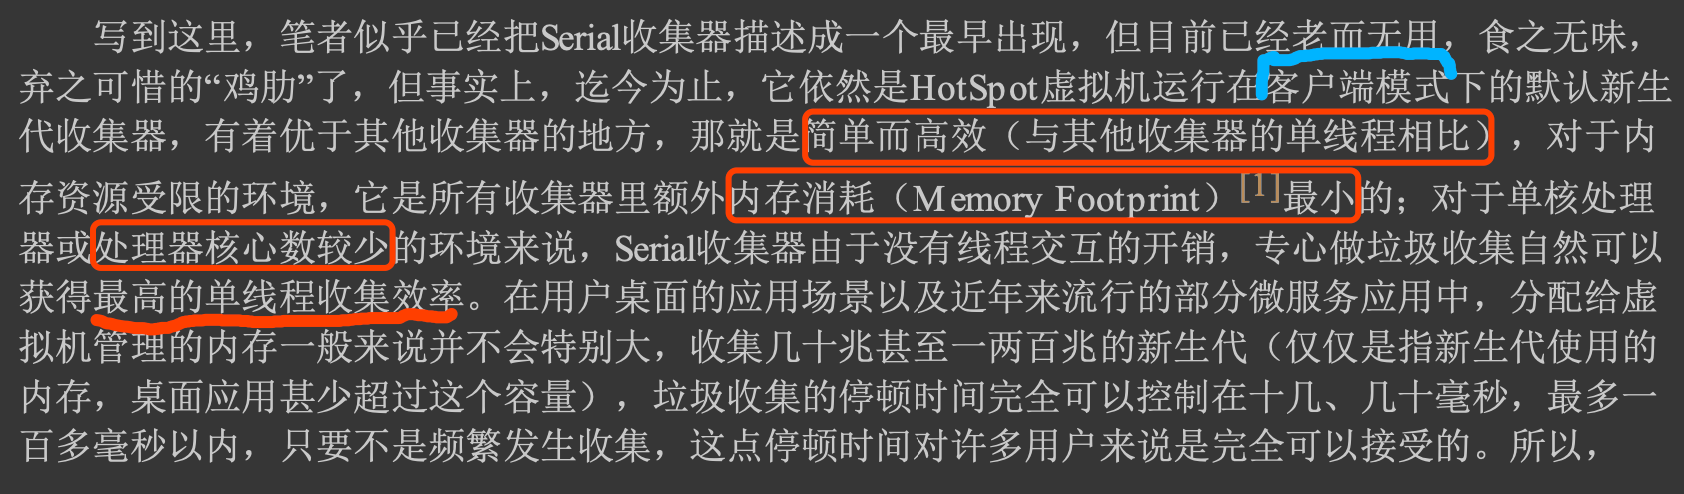 写到这里，笔者似乎已经把Serial收集器描述成一个最早出现，但目前已经老而无用，食之无味，
弃之可惜的“鸡肋”了，但事实上，迄今为止，它依然是HotSpot虚拟机运行在客户端模式下的默认新生
代收集器，有着优于其他收集器的地方，那就是简单而高效（与其他收集器的单线程相比），对于内
存资源受限的环境，它是所有收集器里额外内存消耗（Memory Footprint）[1]最小的；对于单核处理
器或处理器核心数较少的环境来说，Serial收集器由于没有线程交互的开销，专心做垃圾收集自然可以
获得最高的单线程收集效率。在用户桌面的应用场景以及近年来流行的部分微服务应用中，分配给虚
拟机管理的内存一般来说并不会特别大，收集几十兆甚至一两百兆的新生代（仅仅是指新生代使用的
内存，桌面应用甚少超过这个容量），垃圾收集的停顿时间完全可以控制在十几、几十毫秒，最多一
百多毫秒以内，只要不是频繁发生收集，这点停顿时间对许多用户来说是完全可以接受的。所以，